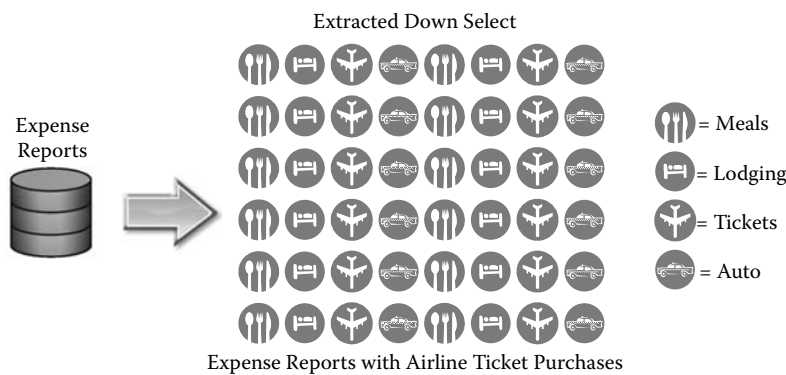 Extracted Down Select
Expense
Reports
= Meals
= Lodging
= Tickets
= Auto
Expense Reports with Airline Ticket Purchases